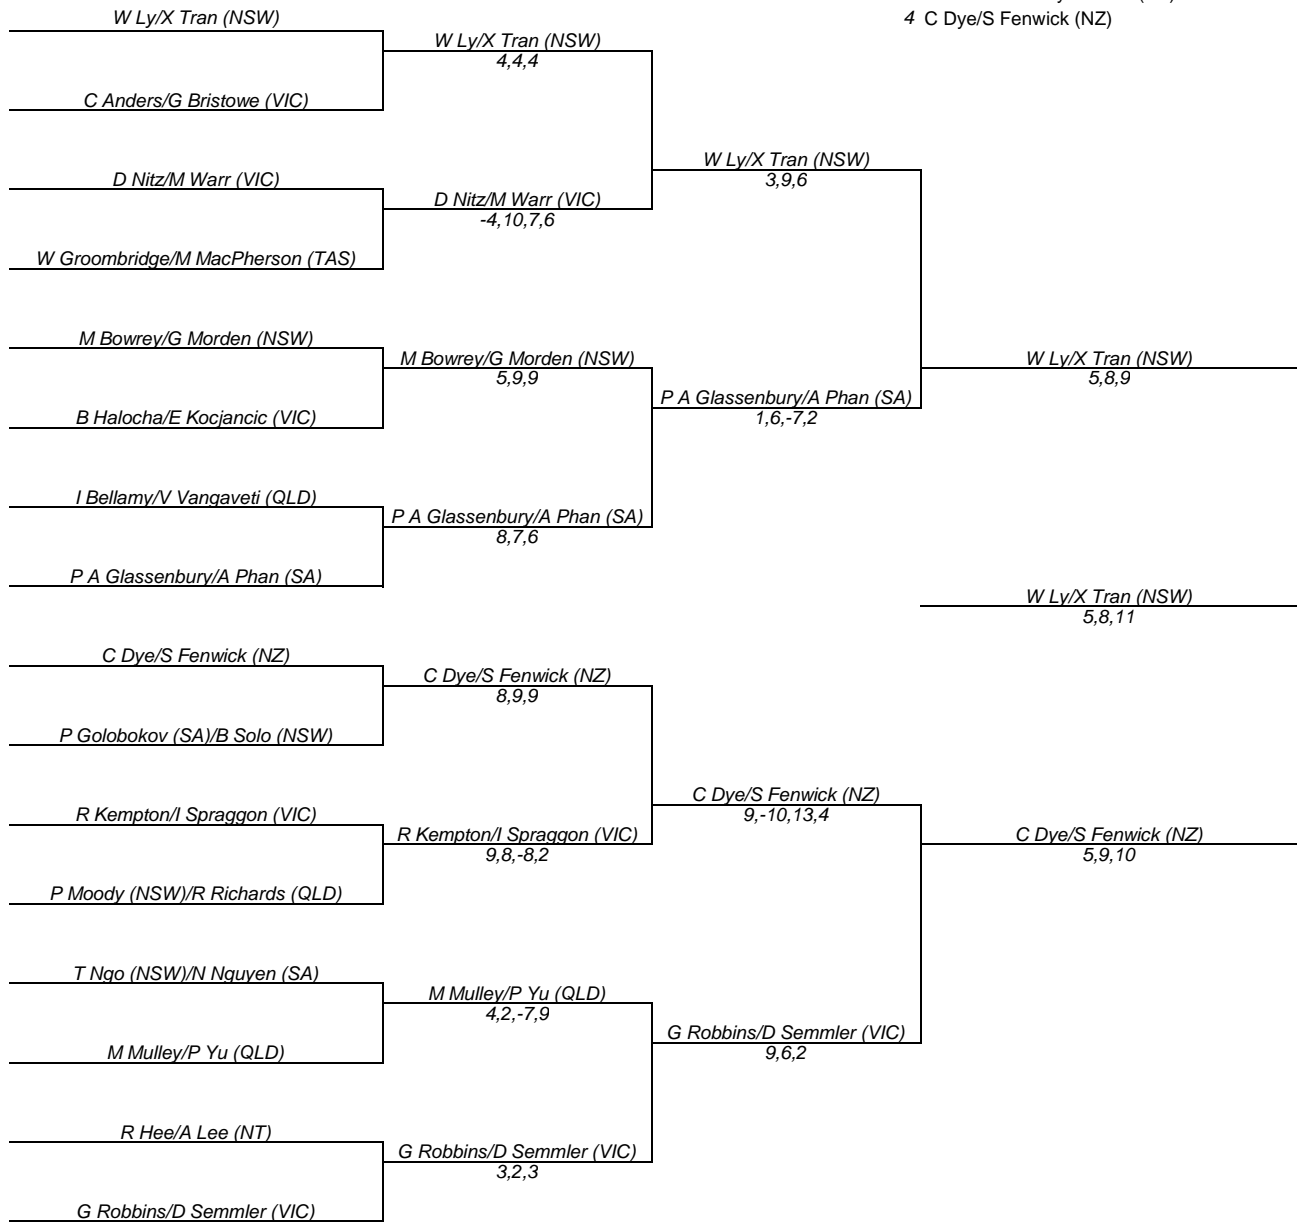 4 C Dye/S Fenwick (NZ)
W Ly/X Tran (NSW)
W Ly/X Tran (NSW)
4,4,4
C Anders/G Bristowe (VIC)
W Ly/X Tran (NSW)
3,9,6
D Nitz/M Warr (VIC)
D Nitz/M Warr (VIC)
-4,10,7,6
W Groombridge/M MacPherson (TAS)
M Bowrey/G Morden (NSW)
M Bowrey/G Morden (NSW)
5,9,9
W Ly/X Tran (NSW)
5,8,9
P A Glassenbury/A Phan (SA)
1,6,-7,2
B Halocha/E Kocjancic (VIC)
I Bellamy/V Vangaveti (QLD)
P A Glassenbury/A Phan (SA)
8,7,6
P A Glassenbury/A Phan (SA)
W Ly/X Tran (NSW)
5,8,11
C Dye/S Fenwick (NZ)
C Dye/S Fenwick (NZ)
8,9,9
P Golobokov (SA)/B Solo (NSW)
C Dye/S Fenwick (NZ)
9,-10,13,4
R Kempton/I Spraggon (VIC)
R Kempton/I Spraggon (VIC)
9,8,-8,2
C Dye/S Fenwick (NZ)
5,9,10
P Moody (NSW)/R Richards (QLD)
T Ngo (NSW)/N Nguyen (SA)
M Mulley/P Yu (QLD)
4,2,-7,9
G Robbins/D Semmler (VIC)
9,6,2
M Mulley/P Yu (QLD)
R Hee/A Lee (NT)
G Robbins/D Semmler (VIC)
3,2,3
G Robbins/D Semmler (VIC)